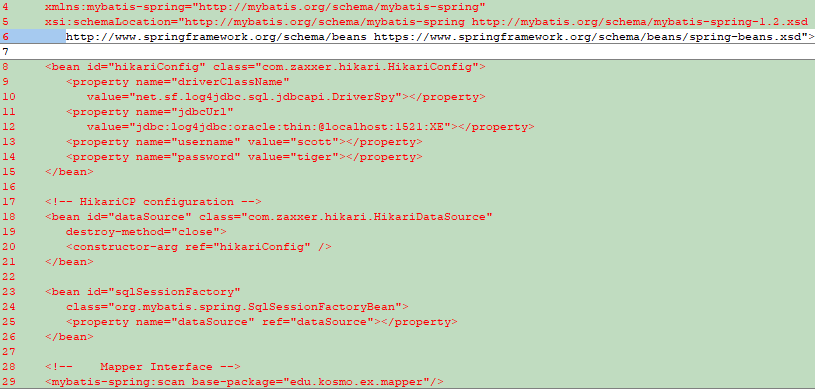 4 xmlns:mybatis-spring="http://mybatis.org/schema/mybatis-spring"
5 xsi:schemaLocation="http://mybatis.org/schema/mybatis-spring http://mybatis.org/schema/mybatis-spring-1.2.xsd
6 http://www.springframework.org/schema/beans https://www.springframework.org/schema/beans/spring-beans.xsd">
7
8 <bean id="hikariConfig" class="com.zaxxer.hikari.HikariConfig">
9 <property name="driverClassName"
10 value="net.sf.log4jdbc.sql.jdbcapi.DriverSpy"></property>
11 <property name="jdbcUrl"
12 value="jdbc:log4jdbc:oracle:thin:@localhost:1521:XE"></property>
13 <property name="username" value="scott"></property>
14 <property name="password" value="tiger"></property>
15 </bean>
16
17 <!-- HikariCP configuration -->
18 <bean id="dataSource" class="com.zaxxer.hikari.HikariDataSource"
19 destroy-method="close">
20 <constructor-arg ref="hikariConfig" />
21 </bean>
22
23 <bean id="sqlSessionFactory"
24 class="org.mybatis.spring.SqlSessionFactoryBean">
25 <property name="dataSource" ref="dataSource"></property>
26 </bean>
27
28 <!-- Mapper Interface -->
29 <mybatis-spring:scan base-package="edu.kosmo.ex.mapper"/>